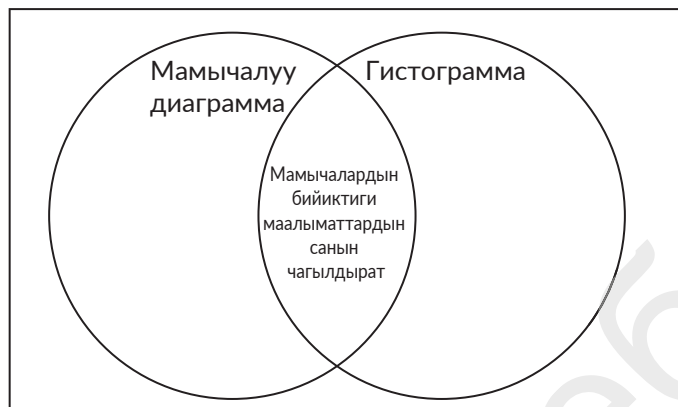 Мамычалуу
диаграмма
Гистограмма
Мамычалардын
бийиктиги
маалыматтардын
санын
чагылдырат